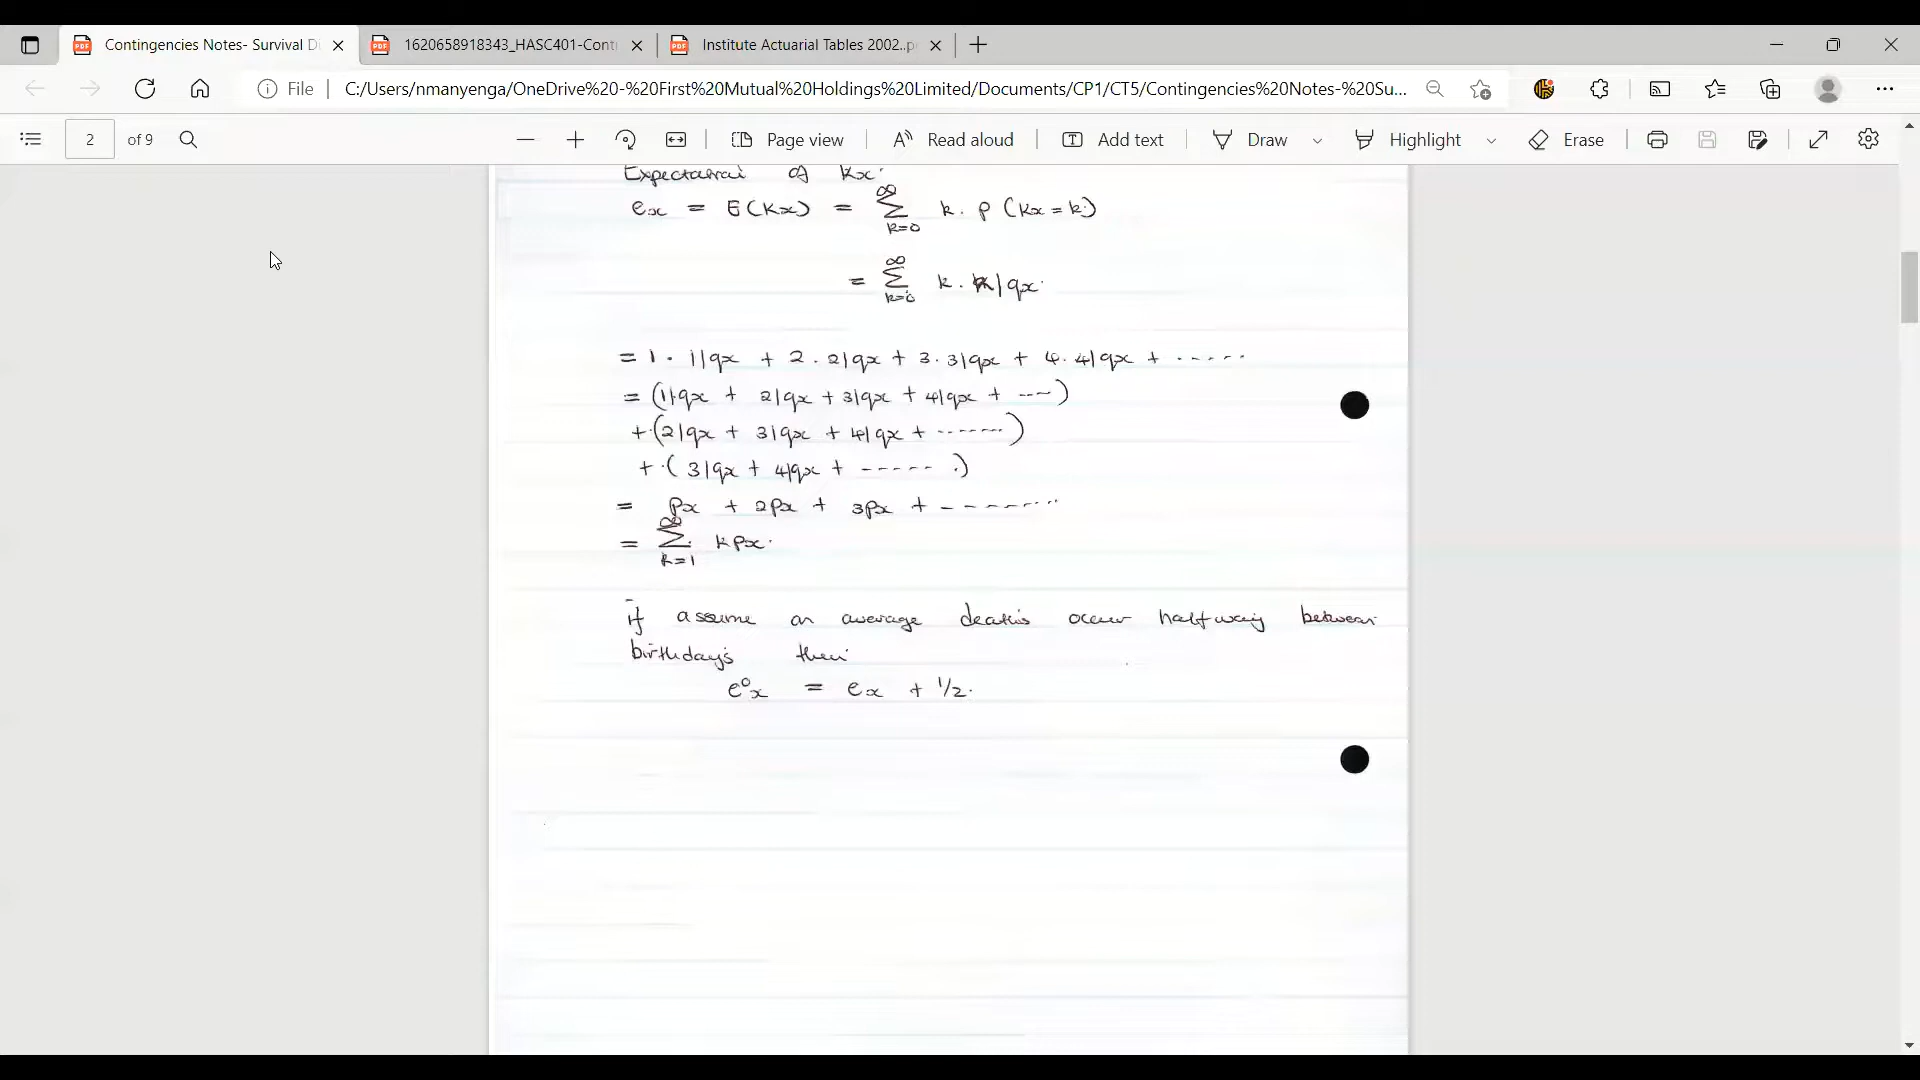 Contingencies Notes- Survival D
1620658918343_HASC401-Cont
Institute Actuarial Tables 2002..p
File
C:/Users/nmanyenga/OneDrive%20-%20First%20Mutual%20Holdings%20Limited/Documents/CP1/CT5/Contingencies%20Notes-%20Su...
2 of 9
Page view
Read aloud
Add text
Draw
Highlight
Erase
Expectation of Kx.
ex = E(Kx) = ∞ Σ k=0 k. P (Kx = k)
= ∞ Σ k=0 k. k|qx.
= 1. 1|qx + 2. 2|qx + 3. 3|qx + 4. 4|qx + .....
= (1|qx + 2|qx + 3|qx + 4|qx + ---)
+ (2|qx + 3|qx + 4|qx + ......)
+ ( 3|qx + 4|qx + ----- .)
= px + 2px + 3px + --------
= ∞ Σ k=1 kpx.
if assume on average deaths occur halfway between
birthdays then
e⁰x = ex + 1/2.